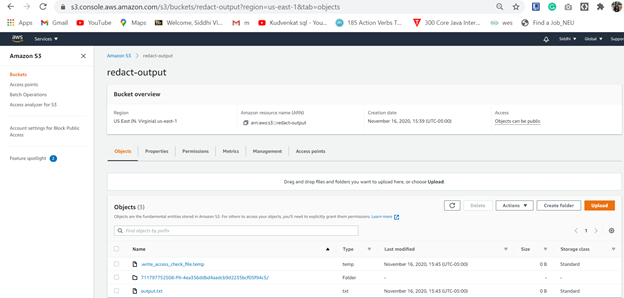 s3.console.aws.amazon.com/s3/buckets/redact-output?region=us-east-1&tab=objects
Apps Gmail YouTube Maps Welcome, Siddhi Vi... m Kudvenkat sql - You... 185 Action Verbs T... 300 Core Java Inter... wes Find a Job_NEU
aws Services Siddhi Global Support
Amazon S3
Amazon S3 redact-output
Buckets
Access points
Batch Operations
Access analyzer for S3
Account settings for Block Public
Access
Feature spotlight 2
redact-output
Bucket overview
Region Amazon resource name (ARN) Creation date Access
US East (N. Virginia) us-east-1 arn:aws:s3:::redact-output November 16, 2020, 15:39 (UTC-05:00) Objects can be public
Objects Properties Permissions Metrics Management Access points
Drag and drop files and folders you want to upload here, or choose Upload.
Objects (3)
Delete Actions Create folder Upload
Objects are the fundamental entities stored in Amazon S3. For others to access your objects, you'll need to explicitly grant them permissions. Learn more
Find objects by prefix
1
Name Type Last modified Size Storage class
.write_access_check_file.temp temp November 16, 2020, 15:45 (UTC-05:00) 0 B Standard
Folder - - -
output.txt txt November 16, 2020, 15:45 (UTC-05:00) 0 B Standard